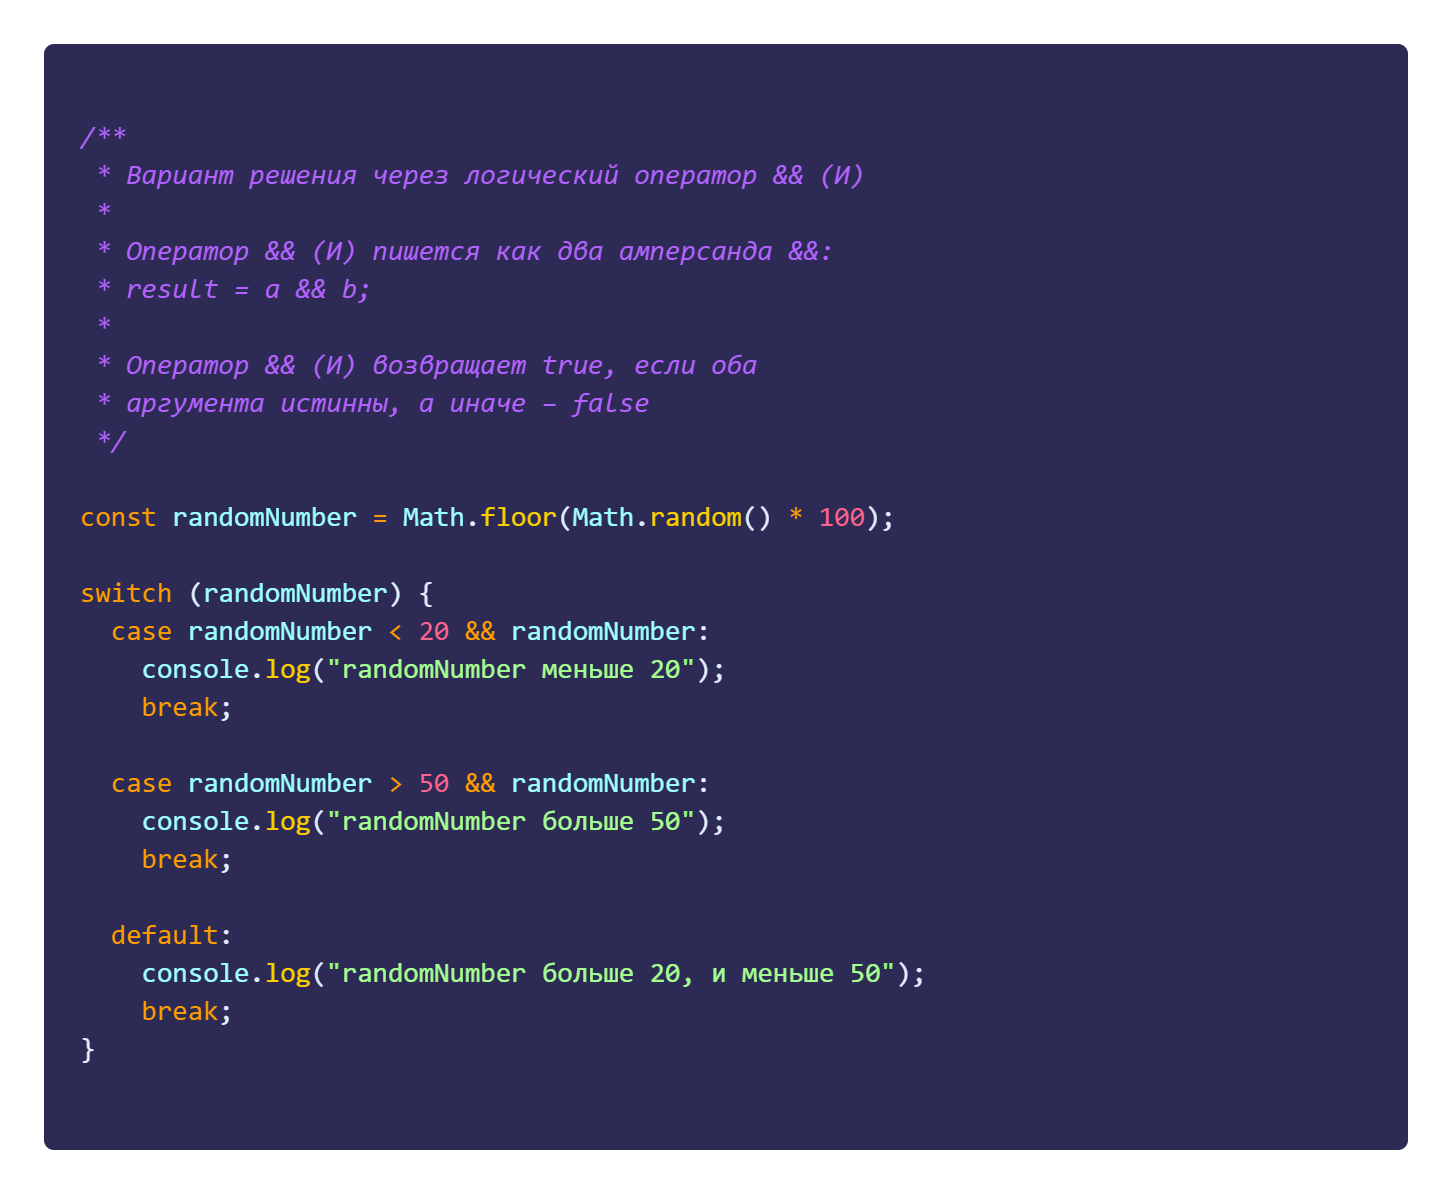 /**
 * Вариант решения через логический оператор && (И)
 *
 * Оператор && (И) пишется как два амперсанда &&:
 * result = a && b;
 *
 * Оператор && (И) возвращает true, если оба
 * аргумента истинны, а иначе – false
 */
const randomNumber = Math.floor(Math.random() * 100);
switch (randomNumber) {
  case randomNumber < 20 && randomNumber:
    console.log("randomNumber меньше 20");
    break;
  case randomNumber > 50 && randomNumber:
    console.log("randomNumber больше 50");
    break;
  default:
    console.log("randomNumber больше 20, и меньше 50");
    break;
}